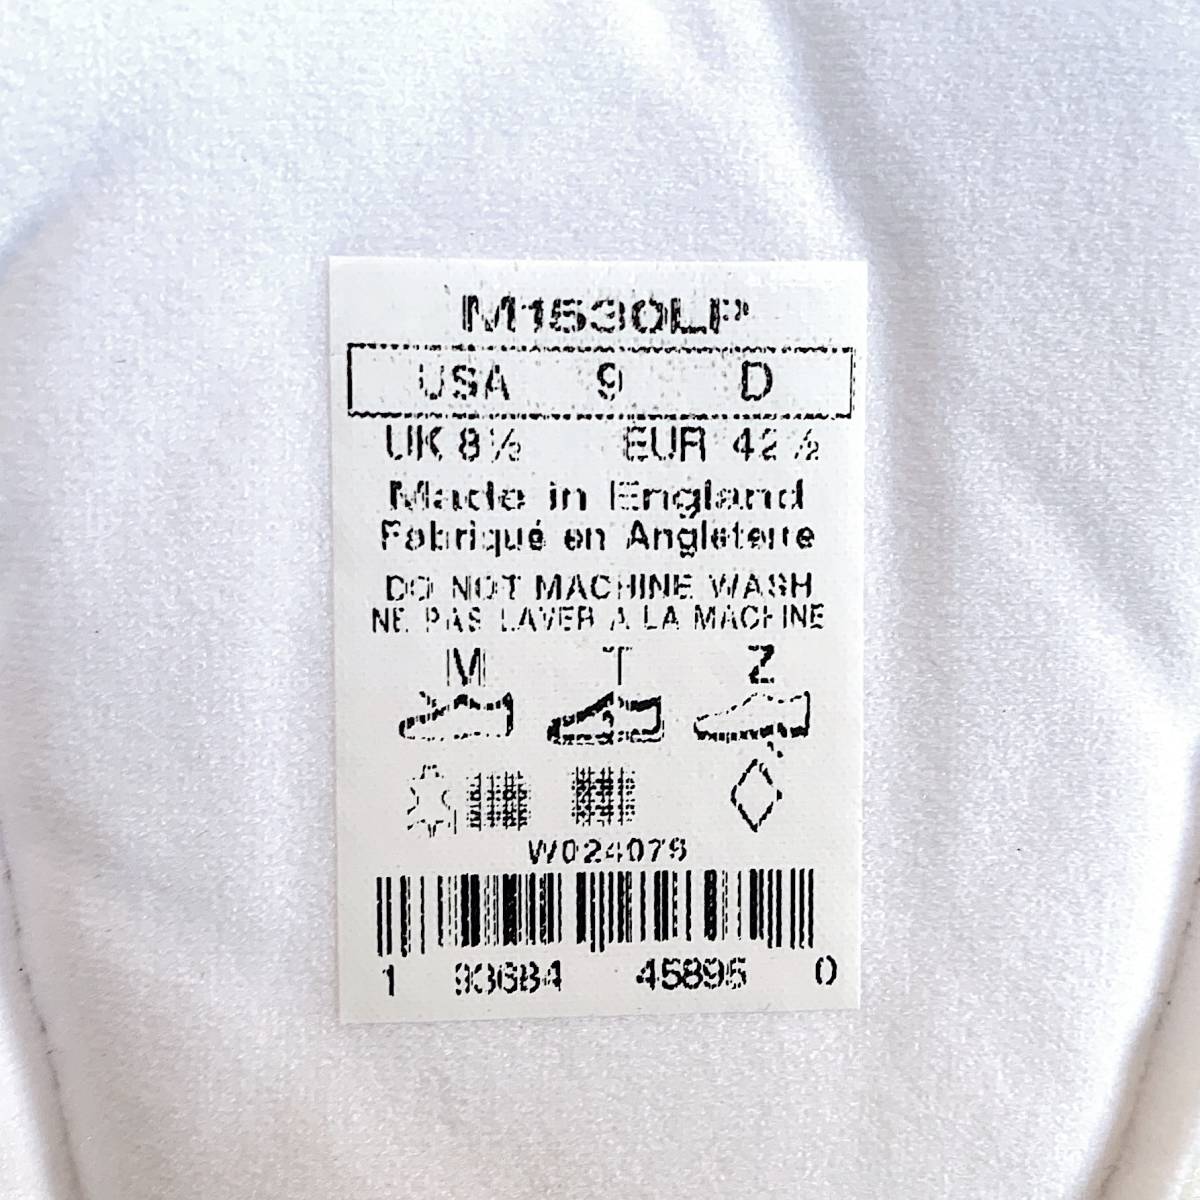 M1530LP
USA 9 D
UK 8½ EUR 42½
Made in England
Fabriqué en Angleterre
DO NOT MACHINE WASH
NE PAS LAVER A LA MACHINE
M T Z
1 93684 45895 0